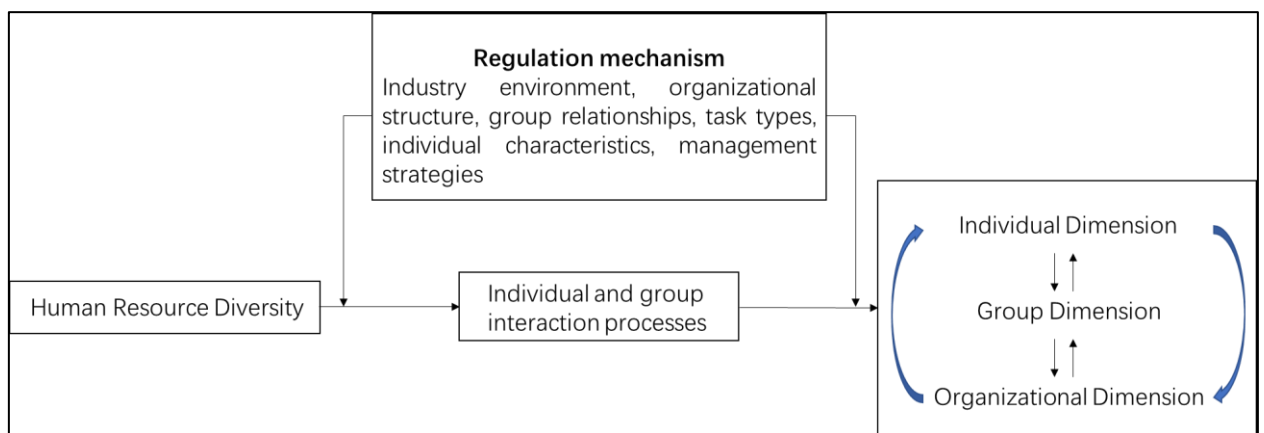 Regulation mechanism
Industry environment, organizational
structure, group relationships, task types,
individual characteristics, management
strategies
Human Resource Diversity
Individual and group
interaction processes
Individual Dimension
Group Dimension
Organizational Dimension